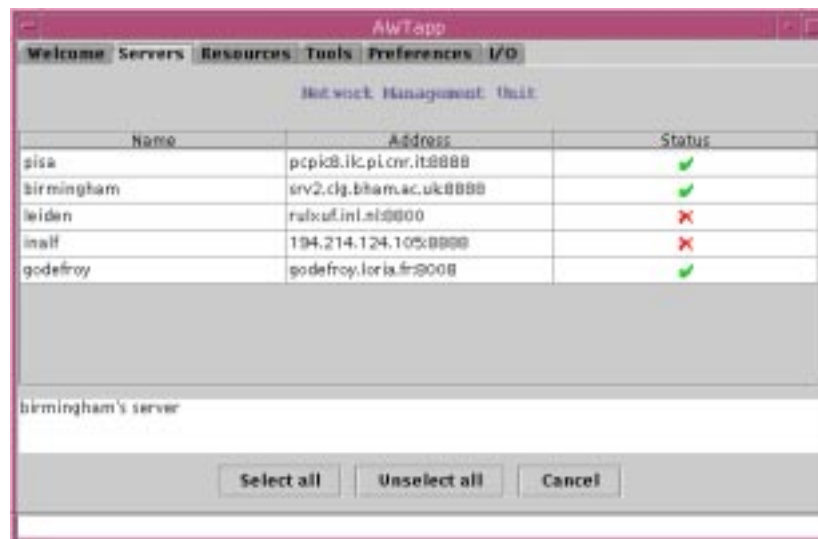 AWTapp
Welcome Servers Resources Tools Preferences I/O
Network Management Unit
Name Address Status
pisa pcpic8.ilc.pi.cnr.it:8888
birmingham srv2.clg.bham.ac.uk:8888
leiden rulxuf.inl.nl:8800
inalf 194.214.124.105:8888
godefroy godefroy.loria.fr:8008
birmingham's server
Select all Unselect all Cancel